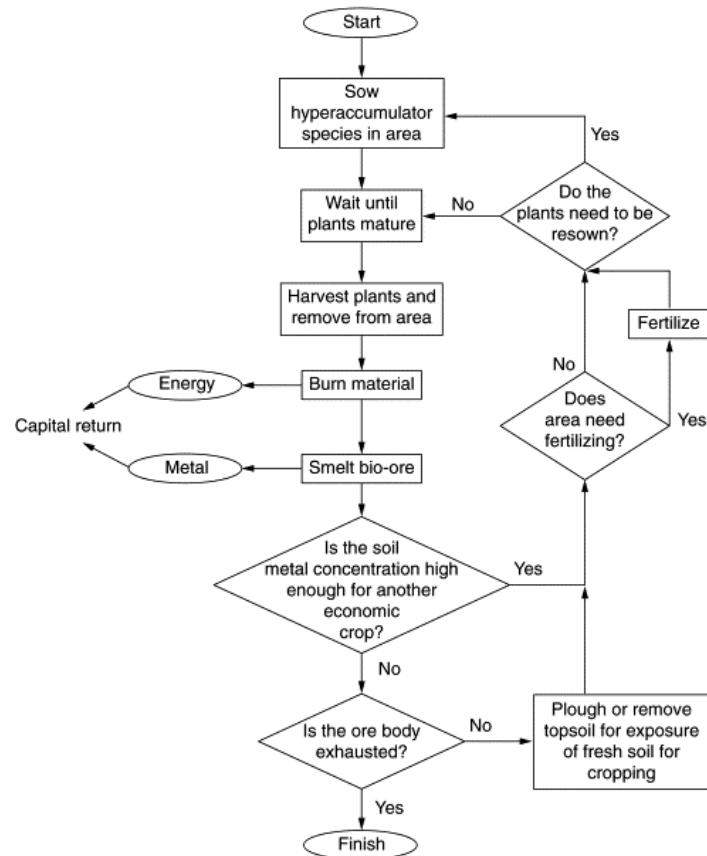 Start
Sow
hyperaccumulator
species in area
Yes
Do the
plants need to be
resown?
No
Wait until
plants mature
Harvest plants and
remove from area
Fertilize
No
Energy
Burn material
Does
area need
fertilizing?
Yes
Capital return
Metal
Smelt bio-ore
Is the soil
metal concentration high
enough for another
economic
crop?
Yes
No
Is the ore body
exhausted?
No
Plough or remove
topsoil for exposure
of fresh soil for
cropping
Yes
Finish